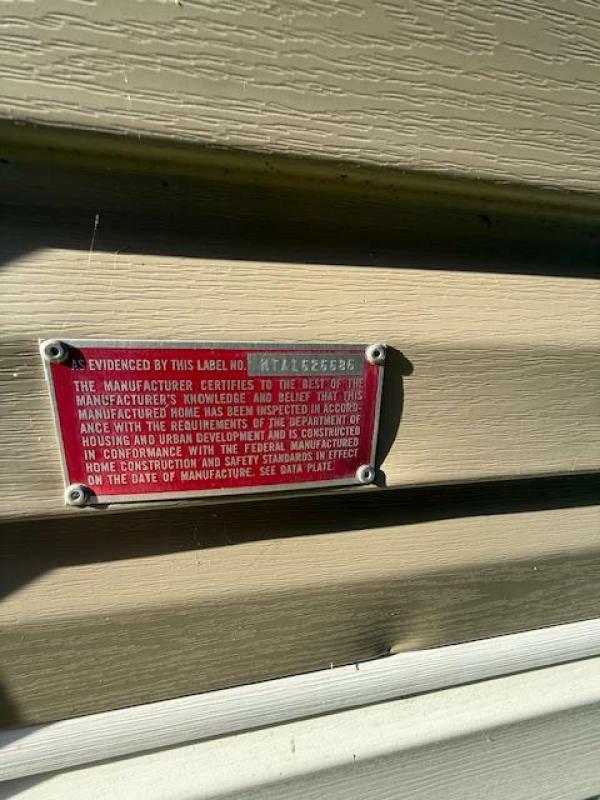 AS EVIDENCED BY THIS LABEL NO.
THE MANUFACTURER CERTIFIES TO THE BEST OF THE
MANUFACTURER'S KNOWLEDGE AND BELIEF THAT THIS
MANUFACTURED HOME HAS BEEN INSPECTED IN ACCORD-
ANCE WITH THE REQUIREMENTS OF THE DEPARTMENT OF
HOUSING AND URBAN DEVELOPMENT AND IS CONSTRUCTED
IN CONFORMANCE WITH THE FEDERAL MANUFACTURED
HOME CONSTRUCTION AND SAFETY STANDARDS IN EFFECT
ON THE DATE OF MANUFACTURE. SEE DATA PLATE.